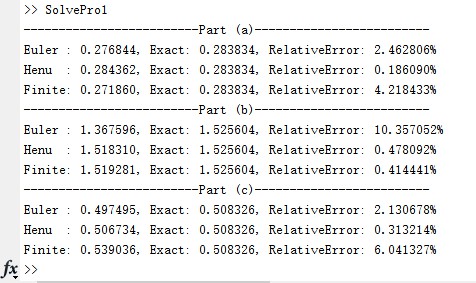 >> SolvePro1
-------------------------Part (a)-------------------------
Euler : 0.276844, Exact: 0.283834, RelativeError: 2.462806%
Henu  : 0.284362, Exact: 0.283834, RelativeError: 0.186090%
Finite: 0.271860, Exact: 0.283834, RelativeError: 4.218433%
-------------------------Part (b)-------------------------
Euler : 1.367596, Exact: 1.525604, RelativeError: 10.357052%
Henu  : 1.518310, Exact: 1.525604, RelativeError: 0.478092%
Finite: 1.519281, Exact: 1.525604, RelativeError: 0.414441%
-------------------------Part (c)-------------------------
Euler : 0.497495, Exact: 0.508326, RelativeError: 2.130678%
Henu  : 0.506734, Exact: 0.508326, RelativeError: 0.313214%
Finite: 0.539036, Exact: 0.508326, RelativeError: 6.041327%
fx >>